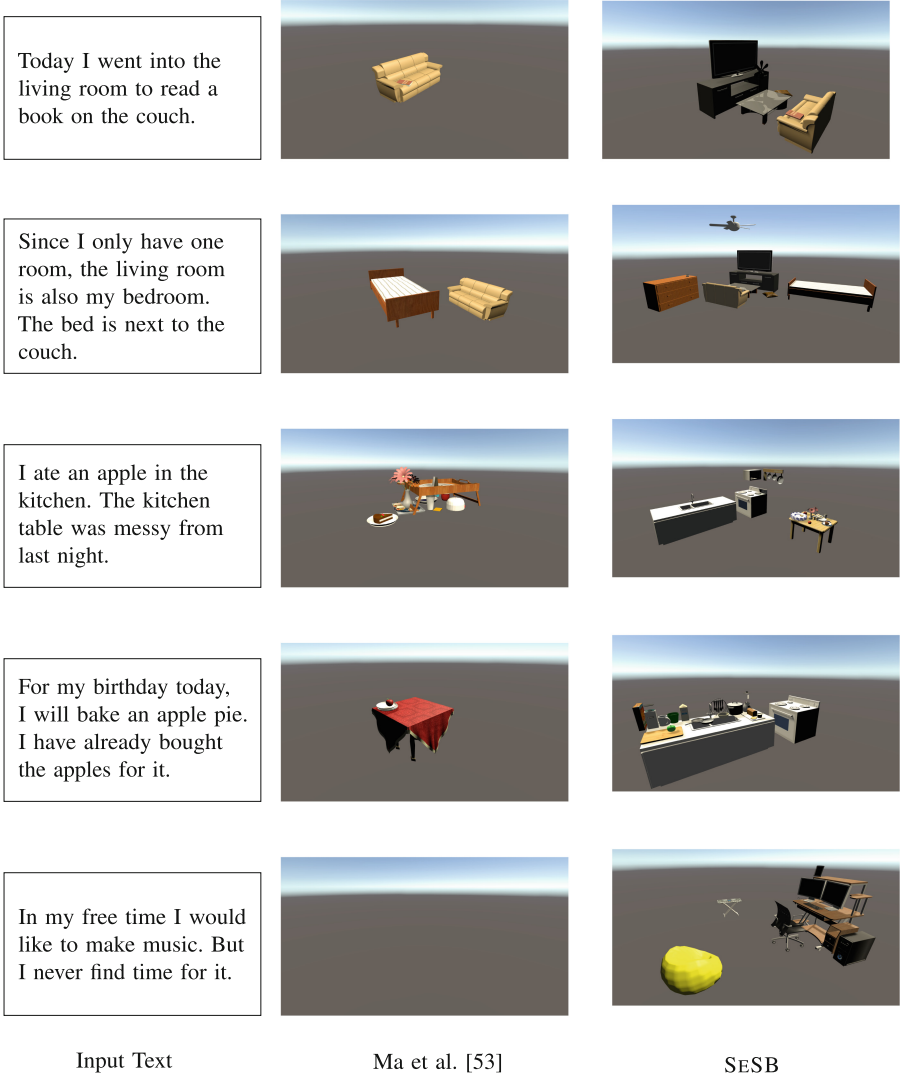 Today I went into the
living room to read a
book on the couch.
Since I only have one
room, the living room
is also my bedroom.
The bed is next to the
couch.
I ate an apple in the
kitchen. The kitchen
table was messy from
last night.
For my birthday today,
I will bake an apple pie.
I have already bought
the apples for it.
In my free time I would
like to make music. But
I never find time for it.
Input Text
Ma et al. [53]
SESB